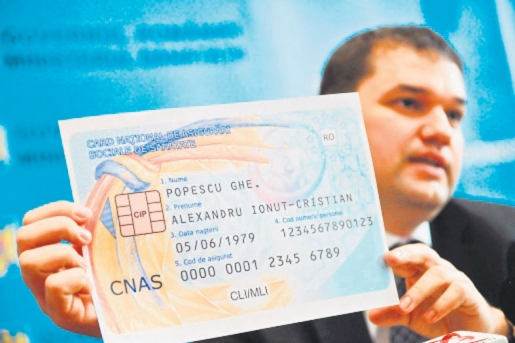 CARD NAȚIONAL DE ASIGURĂRI
SOCIALE DE SĂNĂTATE
RO
1. Nume
POPESCU GHE.
2. Prenume
ALEXANDRU IONUT-CRISTIAN
CIP
3. Data nașterii
4. Cod numeric personal
05/06/1979
1234567890123
5. Cod de asigurat
0000 0001 2345 6789
CNAS
CLI/MLI